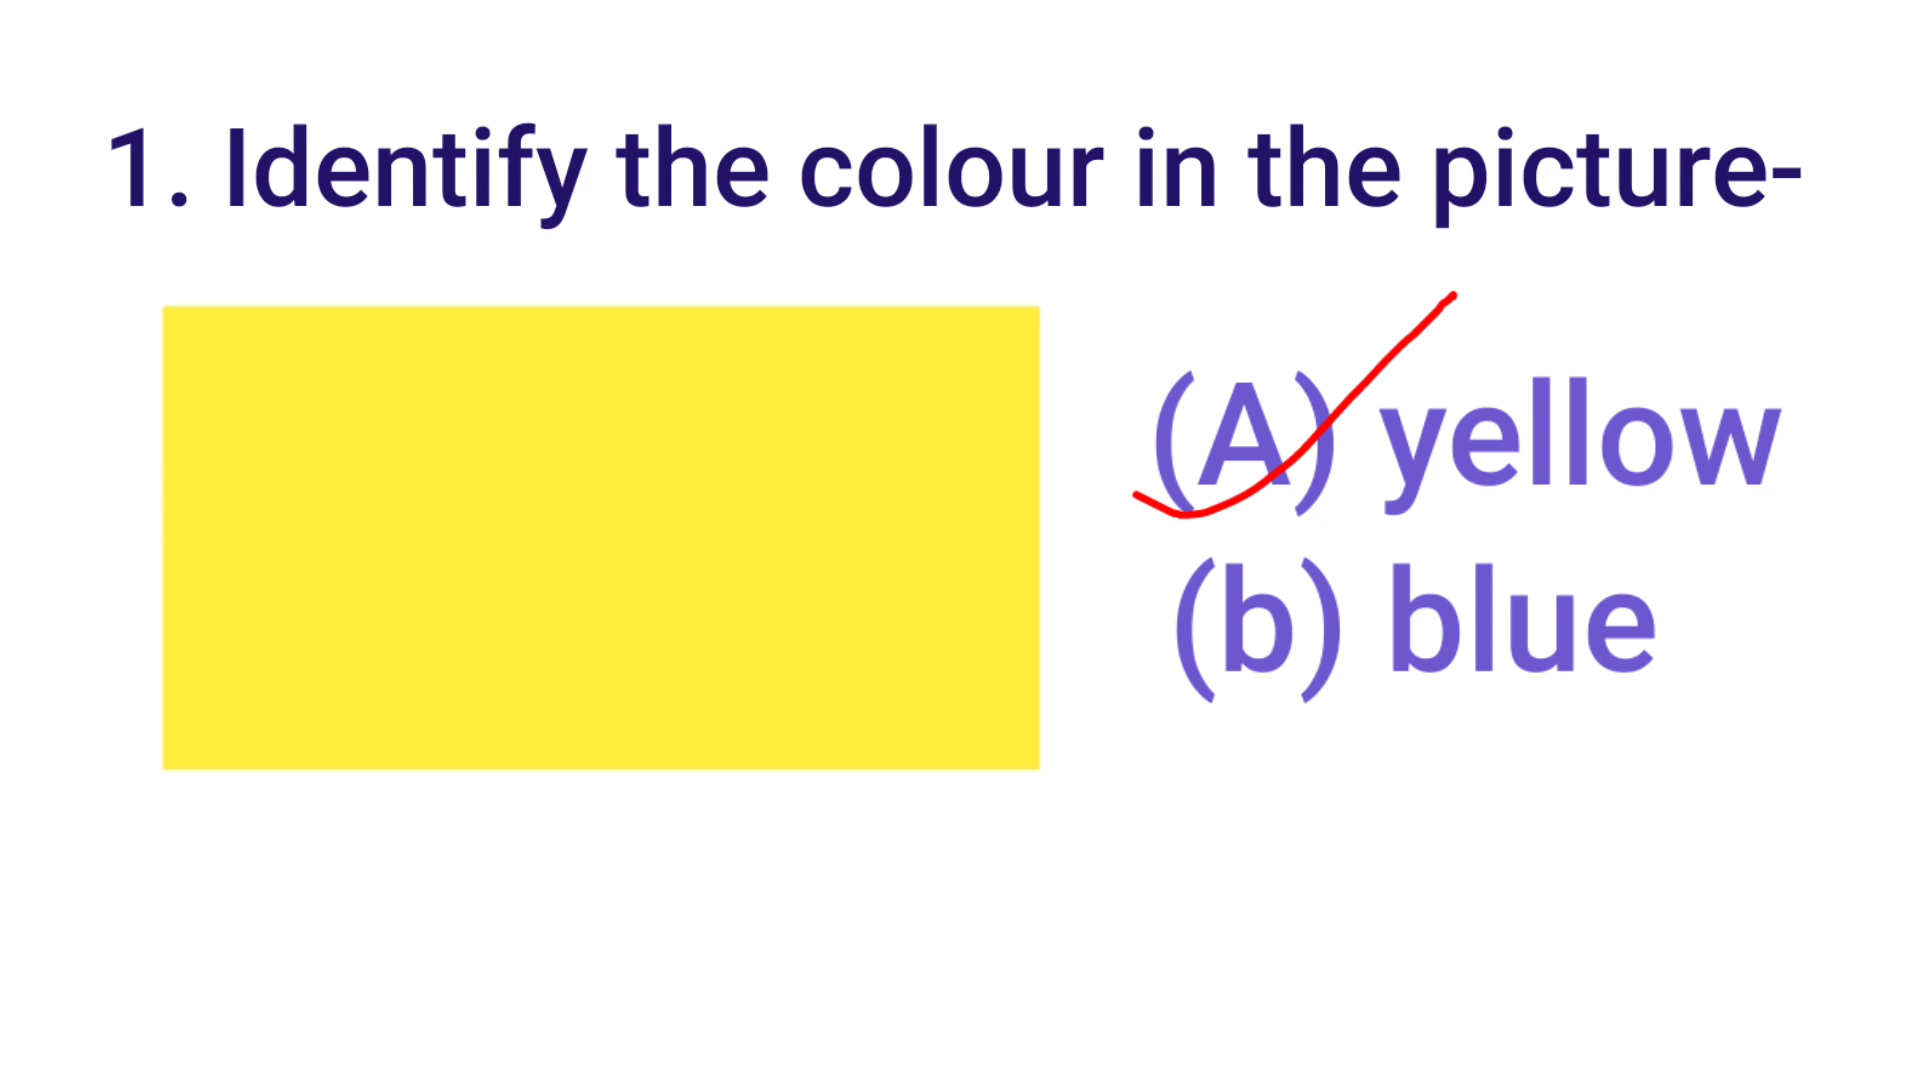 1. Identify the colour in the picture-
(A) yellow
(b) blue